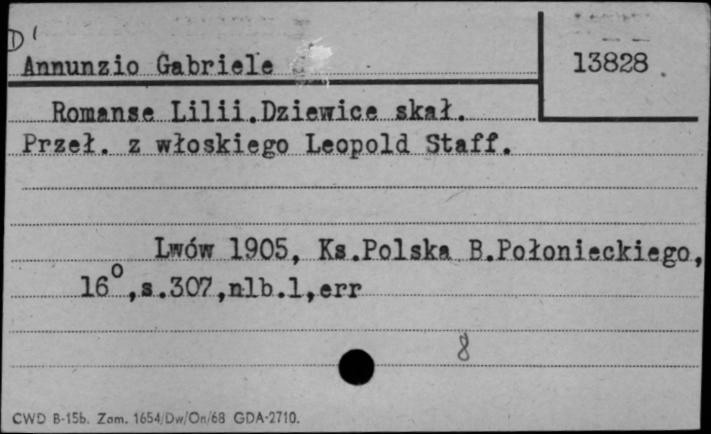 D'
Annunzio Gabriele
13828
Romanse Lilii.Dziewice skał.
Przeł. z włoskiego Leopold Staff.
Lwów 1905, Ks.Polska B.Połonieckiego,
16°,s.307,nlb.1,err
8
CWD B-15b. Zam. 1654/Dw/On/68 GDA-2710.